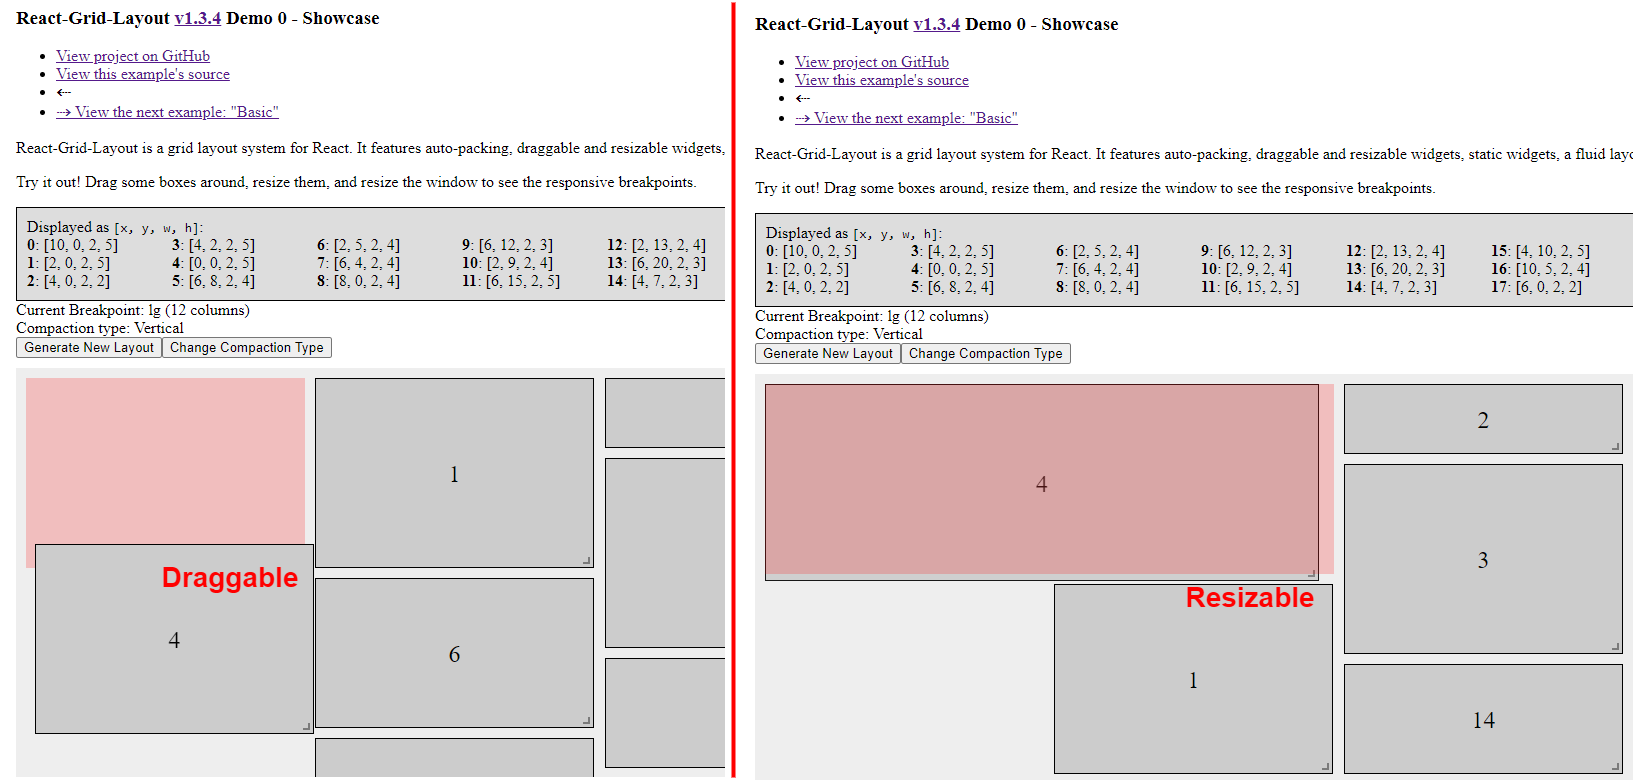 React-Grid-Layout v1.3.4 Demo 0 - Showcase
View project on GitHub
View this example's source
⇠
⇢ View the next example: "Basic"
React-Grid-Layout is a grid layout system for React. It features auto-packing, draggable and resizable widgets,
Try it out! Drag some boxes around, resize them, and resize the window to see the responsive breakpoints.
Displayed as [x, y, w, h]:
0: [10, 0, 2, 5] 3: [4, 2, 2, 5] 6: [2, 5, 2, 4] 9: [6, 12, 2, 3] 12: [2, 13, 2, 4]
1: [2, 0, 2, 5] 4: [0, 0, 2, 5] 7: [6, 4, 2, 4] 10: [2, 9, 2, 4] 13: [6, 20, 2, 3]
2: [4, 0, 2, 2] 5: [6, 8, 2, 4] 8: [8, 0, 2, 4] 11: [6, 15, 2, 5] 14: [4, 7, 2, 3]
Current Breakpoint: lg (12 columns)
Compaction type: Vertical
Generate New Layout Change Compaction Type
1
Draggable
4
6
React-Grid-Layout v1.3.4 Demo 0 - Showcase
View project on GitHub
View this example's source
⇠
⇢ View the next example: "Basic"
React-Grid-Layout is a grid layout system for React. It features auto-packing, draggable and resizable widgets, static widgets, a fluid
Try it out! Drag some boxes around, resize them, and resize the window to see the responsive breakpoints.
Displayed as [x, y, w, h]:
0: [10, 0, 2, 5] 3: [4, 2, 2, 5] 6: [2, 5, 2, 4] 9: [6, 12, 2, 3] 12: [2, 13, 2, 4] 15: [4, 10, 2, 5]
1: [2, 0, 2, 5] 4: [0, 0, 2, 5] 7: [6, 4, 2, 4] 10: [2, 9, 2, 4] 13: [6, 20, 2, 3] 16: [10, 5, 2, 4]
2: [4, 0, 2, 2] 5: [6, 8, 2, 4] 8: [8, 0, 2, 4] 11: [6, 15, 2, 5] 14: [4, 7, 2, 3] 17: [6, 0, 2, 2]
Current Breakpoint: lg (12 columns)
Compaction type: Vertical
Generate New Layout Change Compaction Type
2
4
3
Resizable
1
14